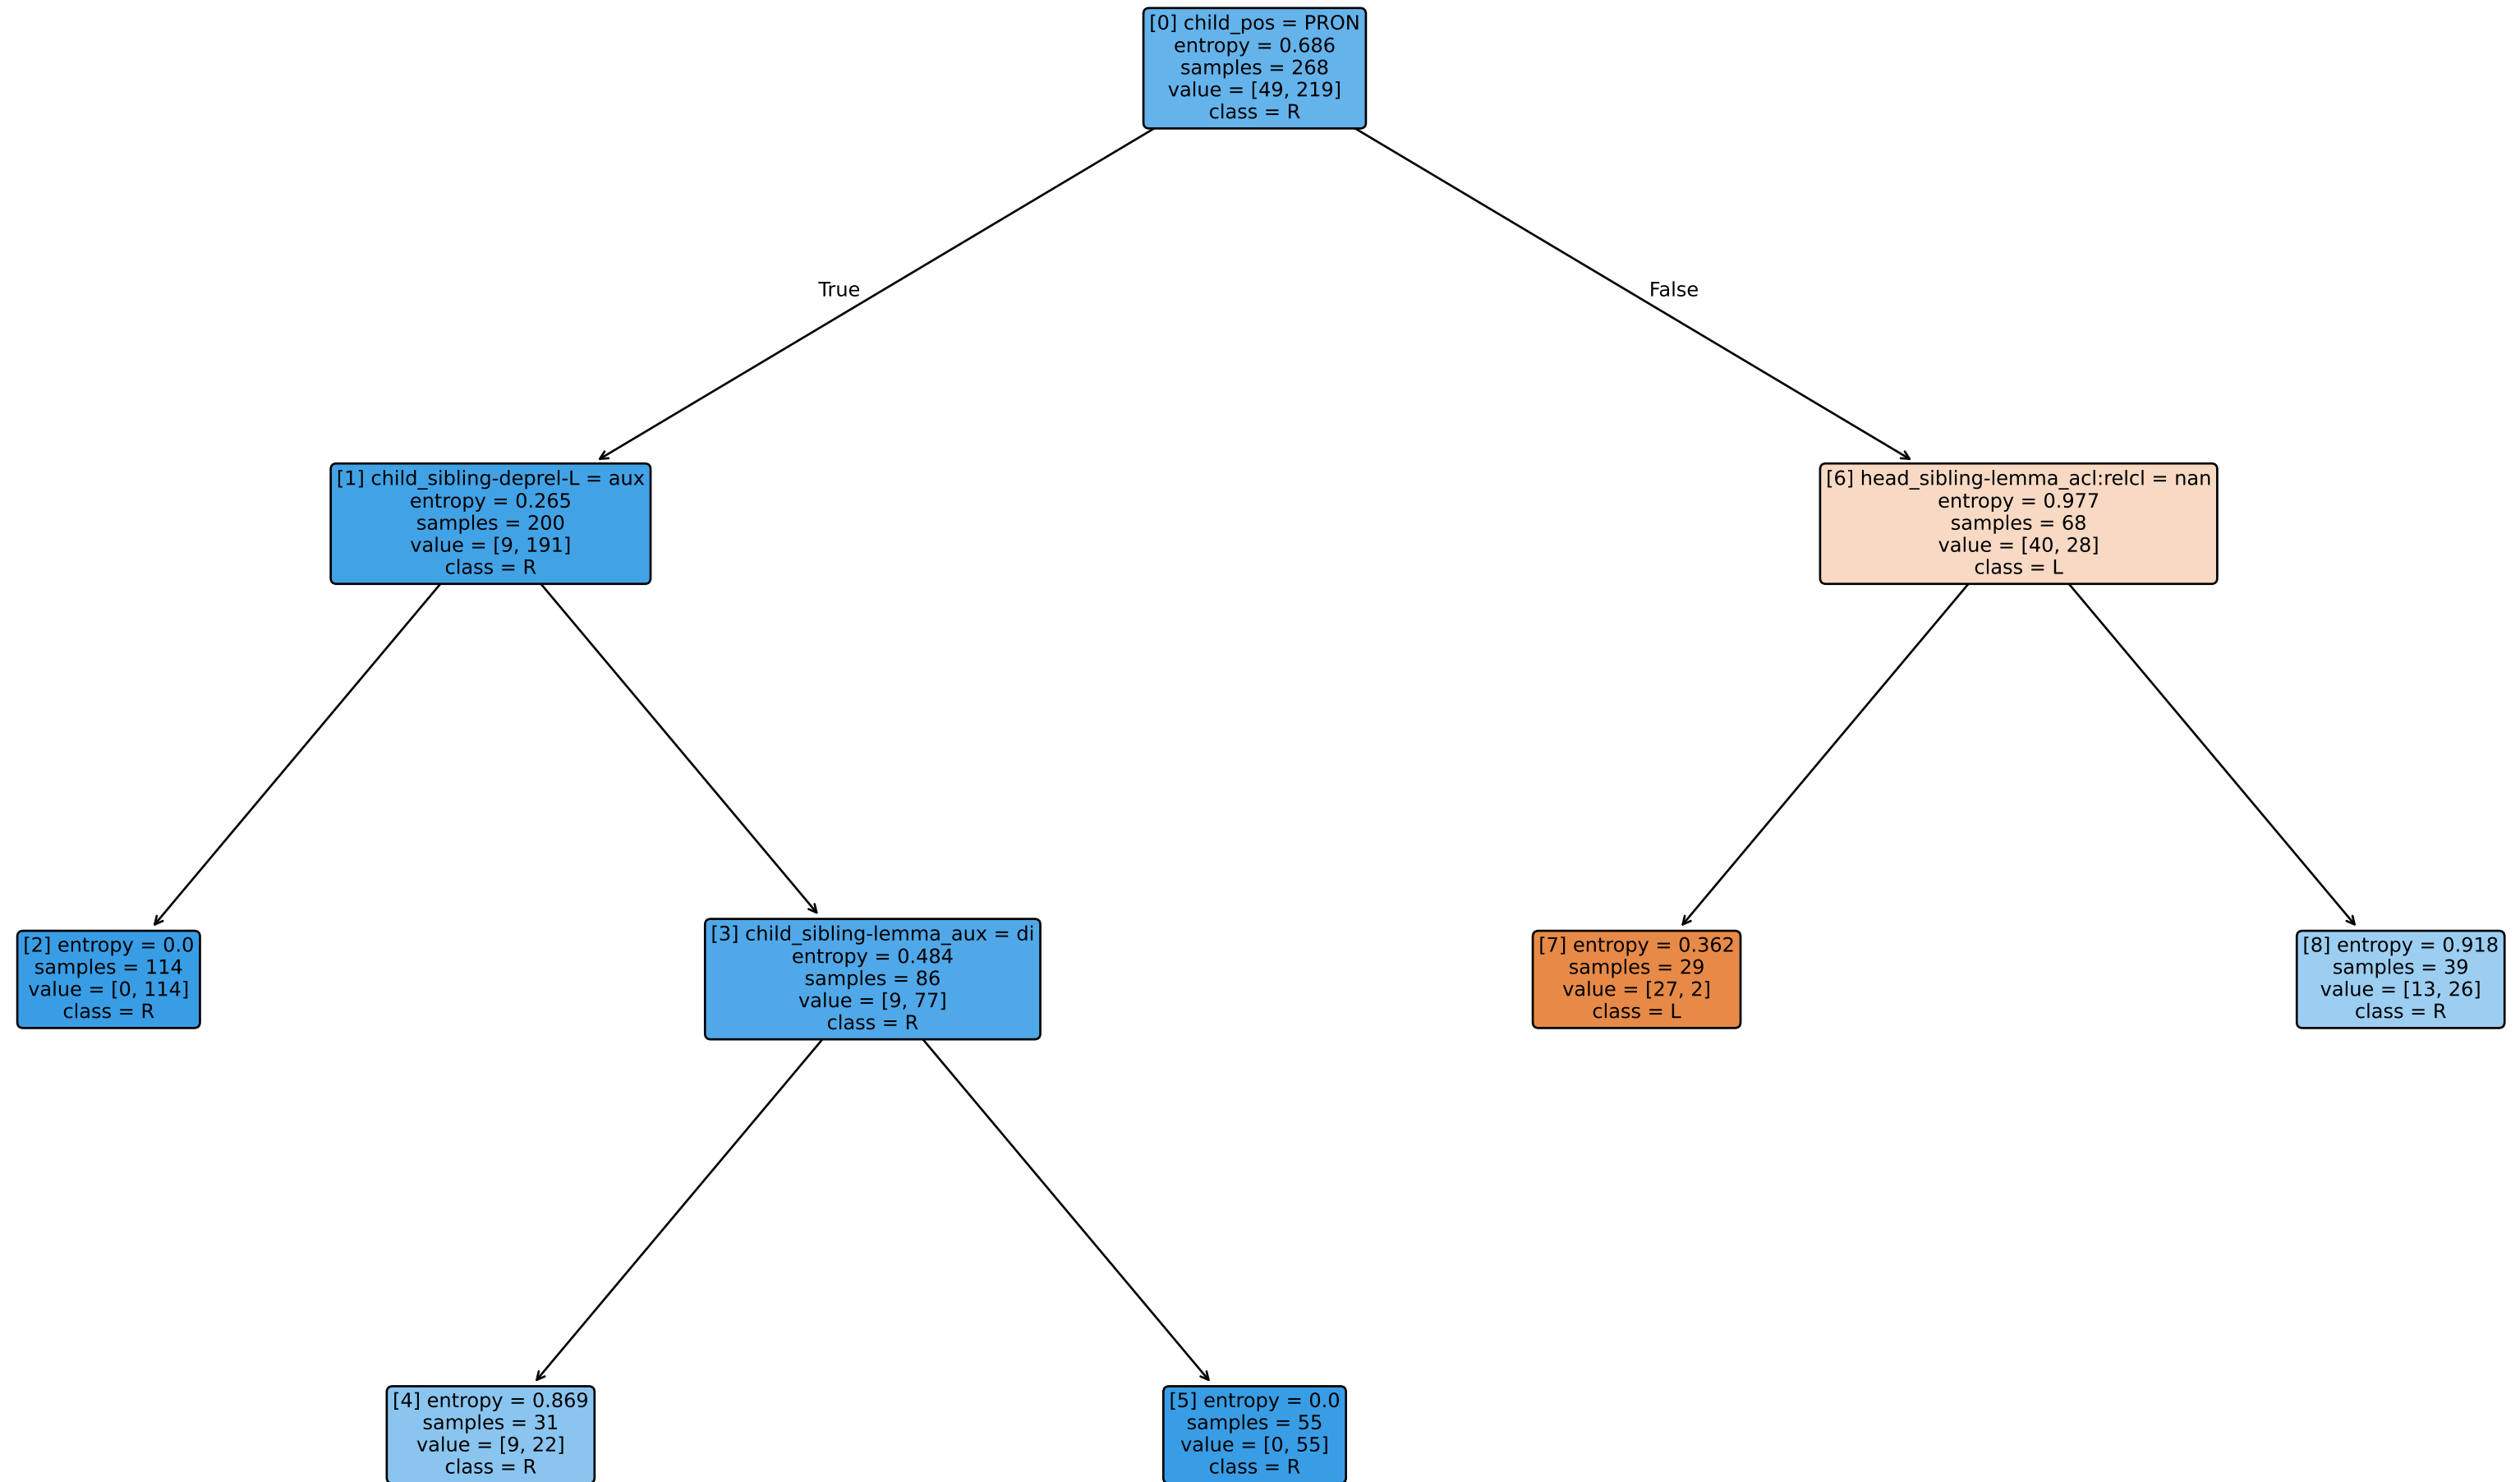 [0] child_pos = PRON
entropy = 0.686
samples = 268
value = [49, 219]
class = R
True
False
[1] child_sibling-deprel-L = aux
entropy = 0.265
samples = 200
value = [9, 191]
class = R
[6] head_sibling-lemma_acl:relcl = nan
entropy = 0.977
samples = 68
value = [40, 28]
class = L
[2] entropy = 0.0
samples = 114
value = [0, 114]
class = R
[3] child_sibling-lemma_aux = di
entropy = 0.484
samples = 86
value = [9, 77]
class = R
[7] entropy = 0.362
samples = 29
value = [27, 2]
class = L
[8] entropy = 0.918
samples = 39
value = [13, 26]
class = R
[4] entropy = 0.869
samples = 31
value = [9, 22]
class = R
[5] entropy = 0.0
samples = 55
value = [0, 55]
class = R